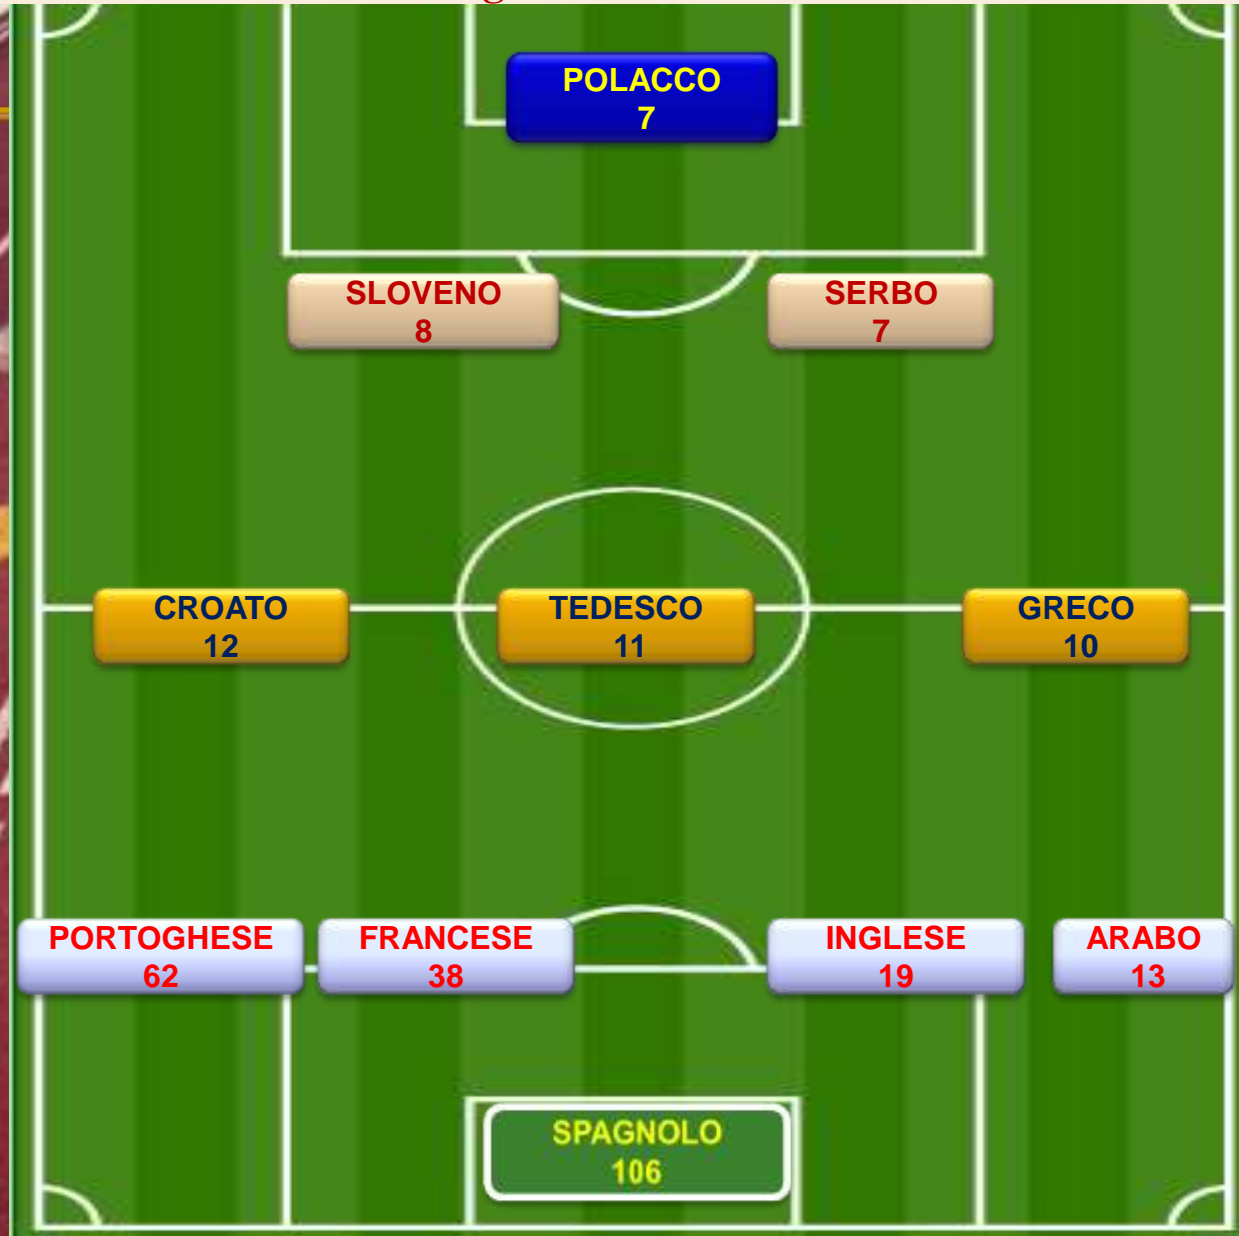 POLACCO
7
SLOVENO
8
SERBO
7
CROATO
12
TEDESCO
11
GRECO
10
PORTOGHESE
62
FRANCESE
38
INGLESE
19
ARABO
13
SPAGNOLO
106